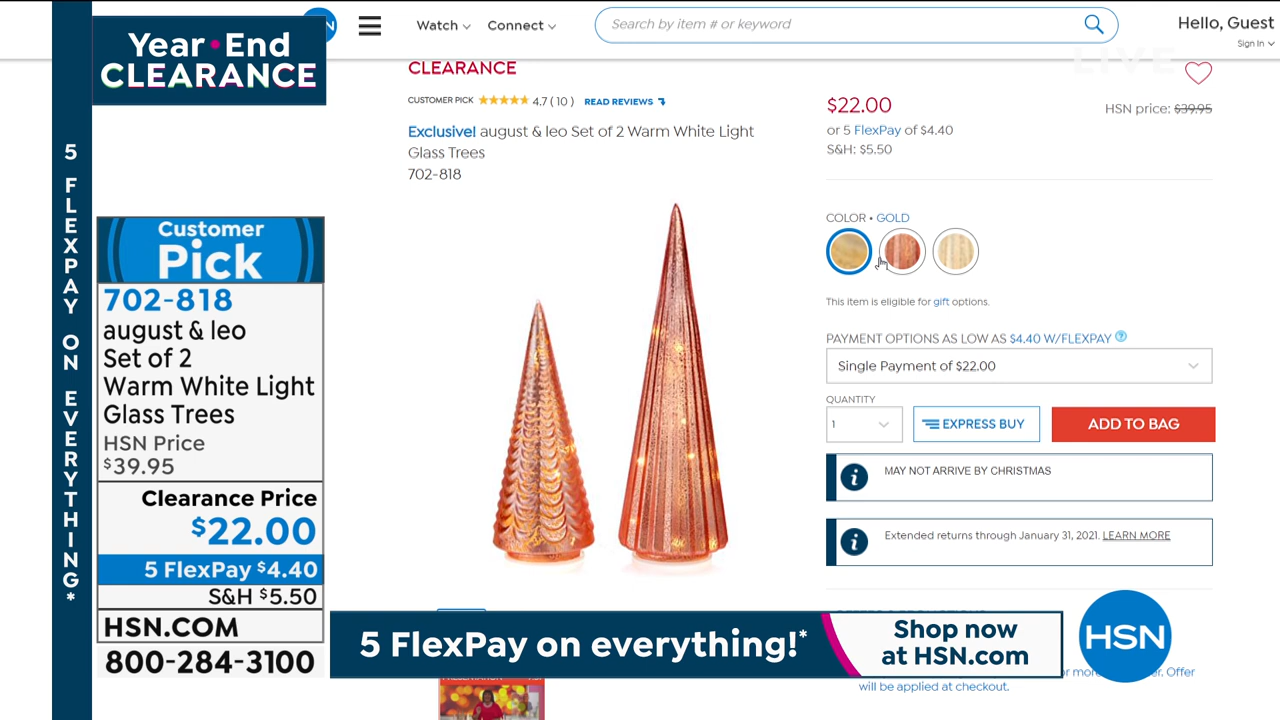 Year • End
CLEARANCE
5 FLEXPAY ON EVERYTHING!*
Customer
Pick
702-818
august & leo
Set of 2
Warm White Light
Glass Trees
HSN Price
$39.95
Clearance Price
$22.00
5 FlexPay $4.40
S&H $5.50
HSN.COM
800-284-3100
Watch
Connect
Search by item # or keyword
Hello, Guest
Sign In
LIVE
CLEARANCE
CUSTOMER PICK 4.7 ( 10 ) READ REVIEWS
Exclusive! august & leo Set of 2 Warm White Light
Glass Trees
702-818
$22.00
HSN price: $39.95
or 5 FlexPay of $4.40
S&H: $5.50
COLOR • GOLD
This item is eligible for gift options.
PAYMENT OPTIONS AS LOW AS $4.40 W/FLEXPAY ?
Single Payment of $22.00
QUANTITY
1
EXPRESS BUY
ADD TO BAG
MAY NOT ARRIVE BY CHRISTMAS
Extended returns through January 31, 2021. LEARN MORE
5 FlexPay on everything!*
Shop now
at HSN.com
HSN
Offer
will be applied at checkout.